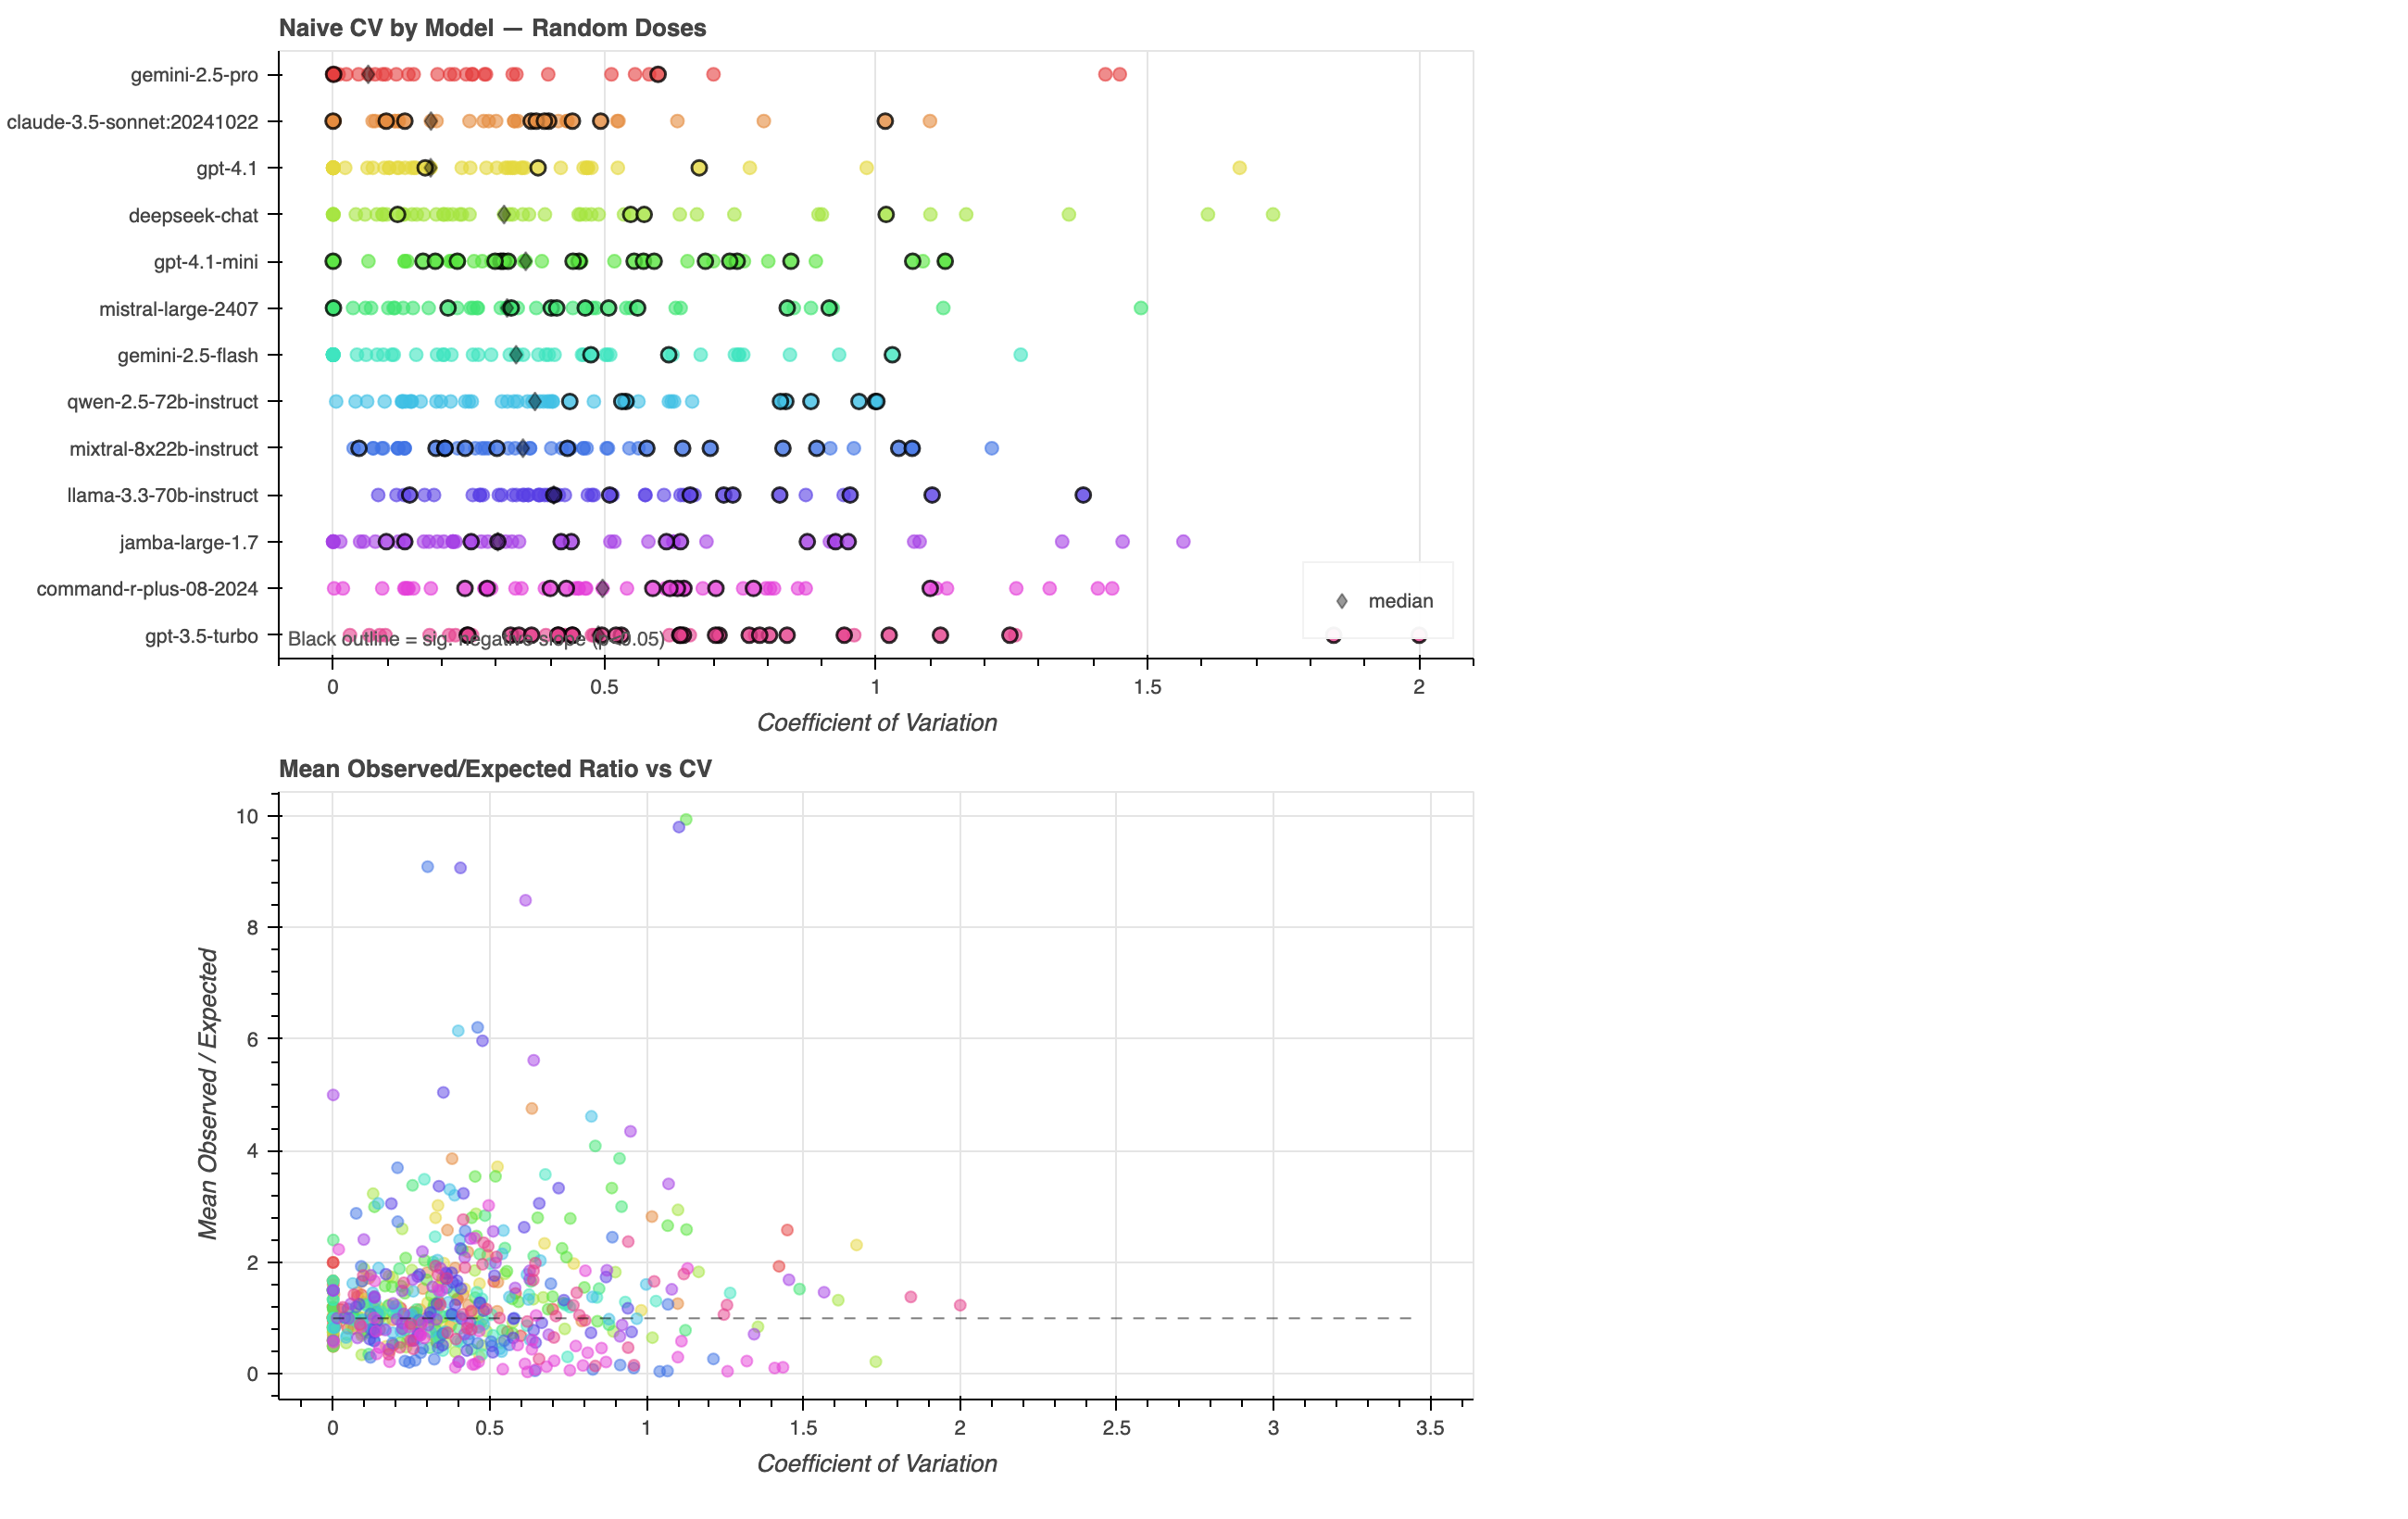 Naive CV by Model — Random Doses
gemini-2.5-pro
claude-3.5-sonnet:20241022
gpt-4.1
deepseek-chat
gpt-4.1-mini
mistral-large-2407
gemini-2.5-flash
qwen-2.5-72b-instruct
mixtral-8x22b-instruct
llama-3.3-70b-instruct
jamba-large-1.7
command-r-plus-08-2024
median
gpt-3.5-turbo
Black outline = sig. negative slope (p<0.05)
0 0.5 1 1.5 2
Coefficient of Variation
Mean Observed/Expected Ratio vs CV
10
8
6
4
2
0
Mean Observed / Expected
0 0.5 1 1.5 2 2.5 3 3.5
Coefficient of Variation